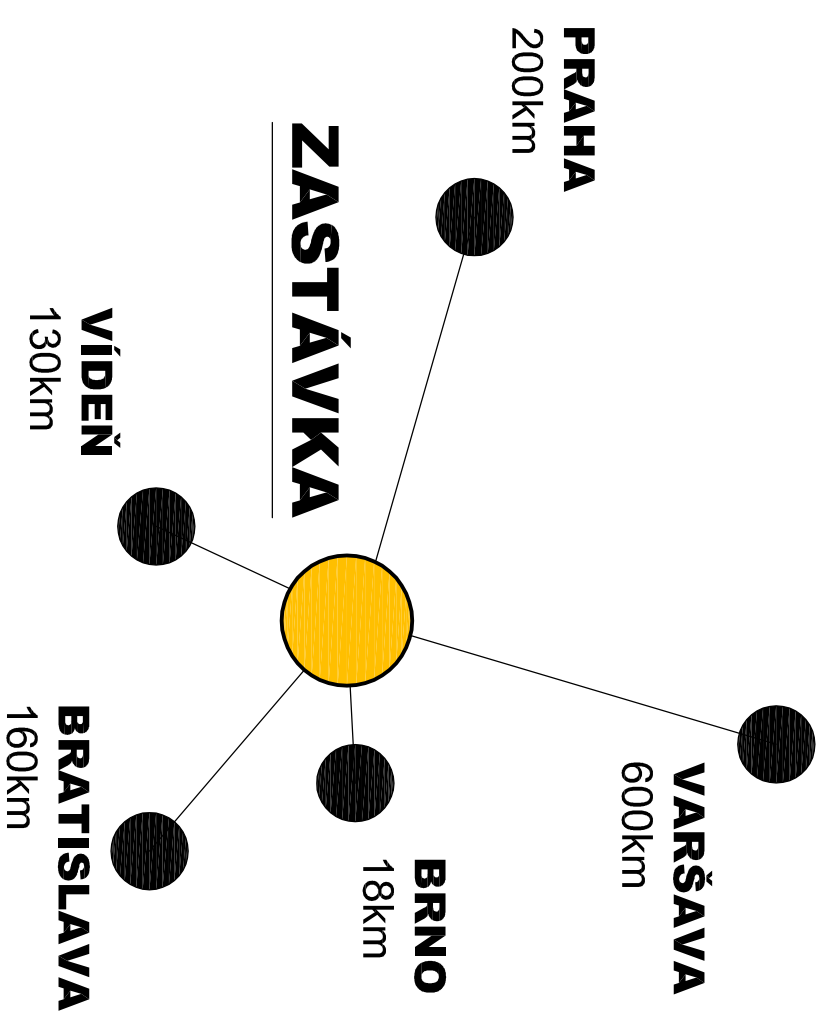 VARŠAVA
600km
PRAHA
200km
BRNO
18km
ZASTÁVKA
VÍDEŇ
130km
BRATISLAVA
160km